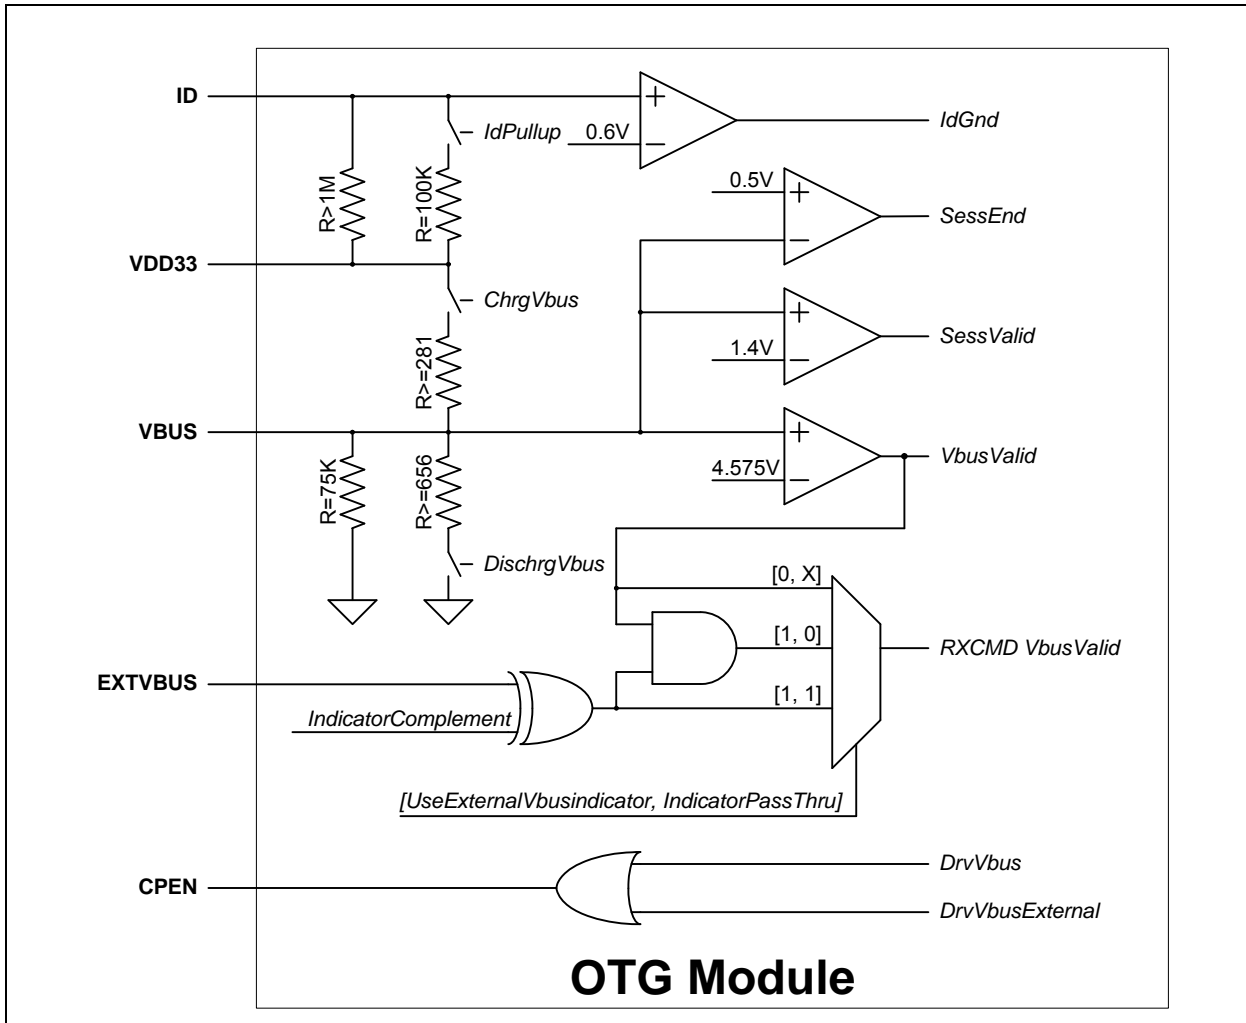 ID
IdPullup
0.6V
+
−
IdGnd
R>1M
R=100K
0.5V
+
−
SessEnd
VDD33
ChrgVbus
R>=281
+
1.4V
−
SessValid
VBUS
R=75K
R>=656
+
4.575V
−
VbusValid
DischrgVbus
[0, X]
[1, 0]
RXCMD VbusValid
EXTVBUS
IndicatorComplement
[1, 1]
[UseExternalVbusindicator, IndicatorPassThru]
CPEN
DrvVbus
DrvVbusExternal
OTG Module